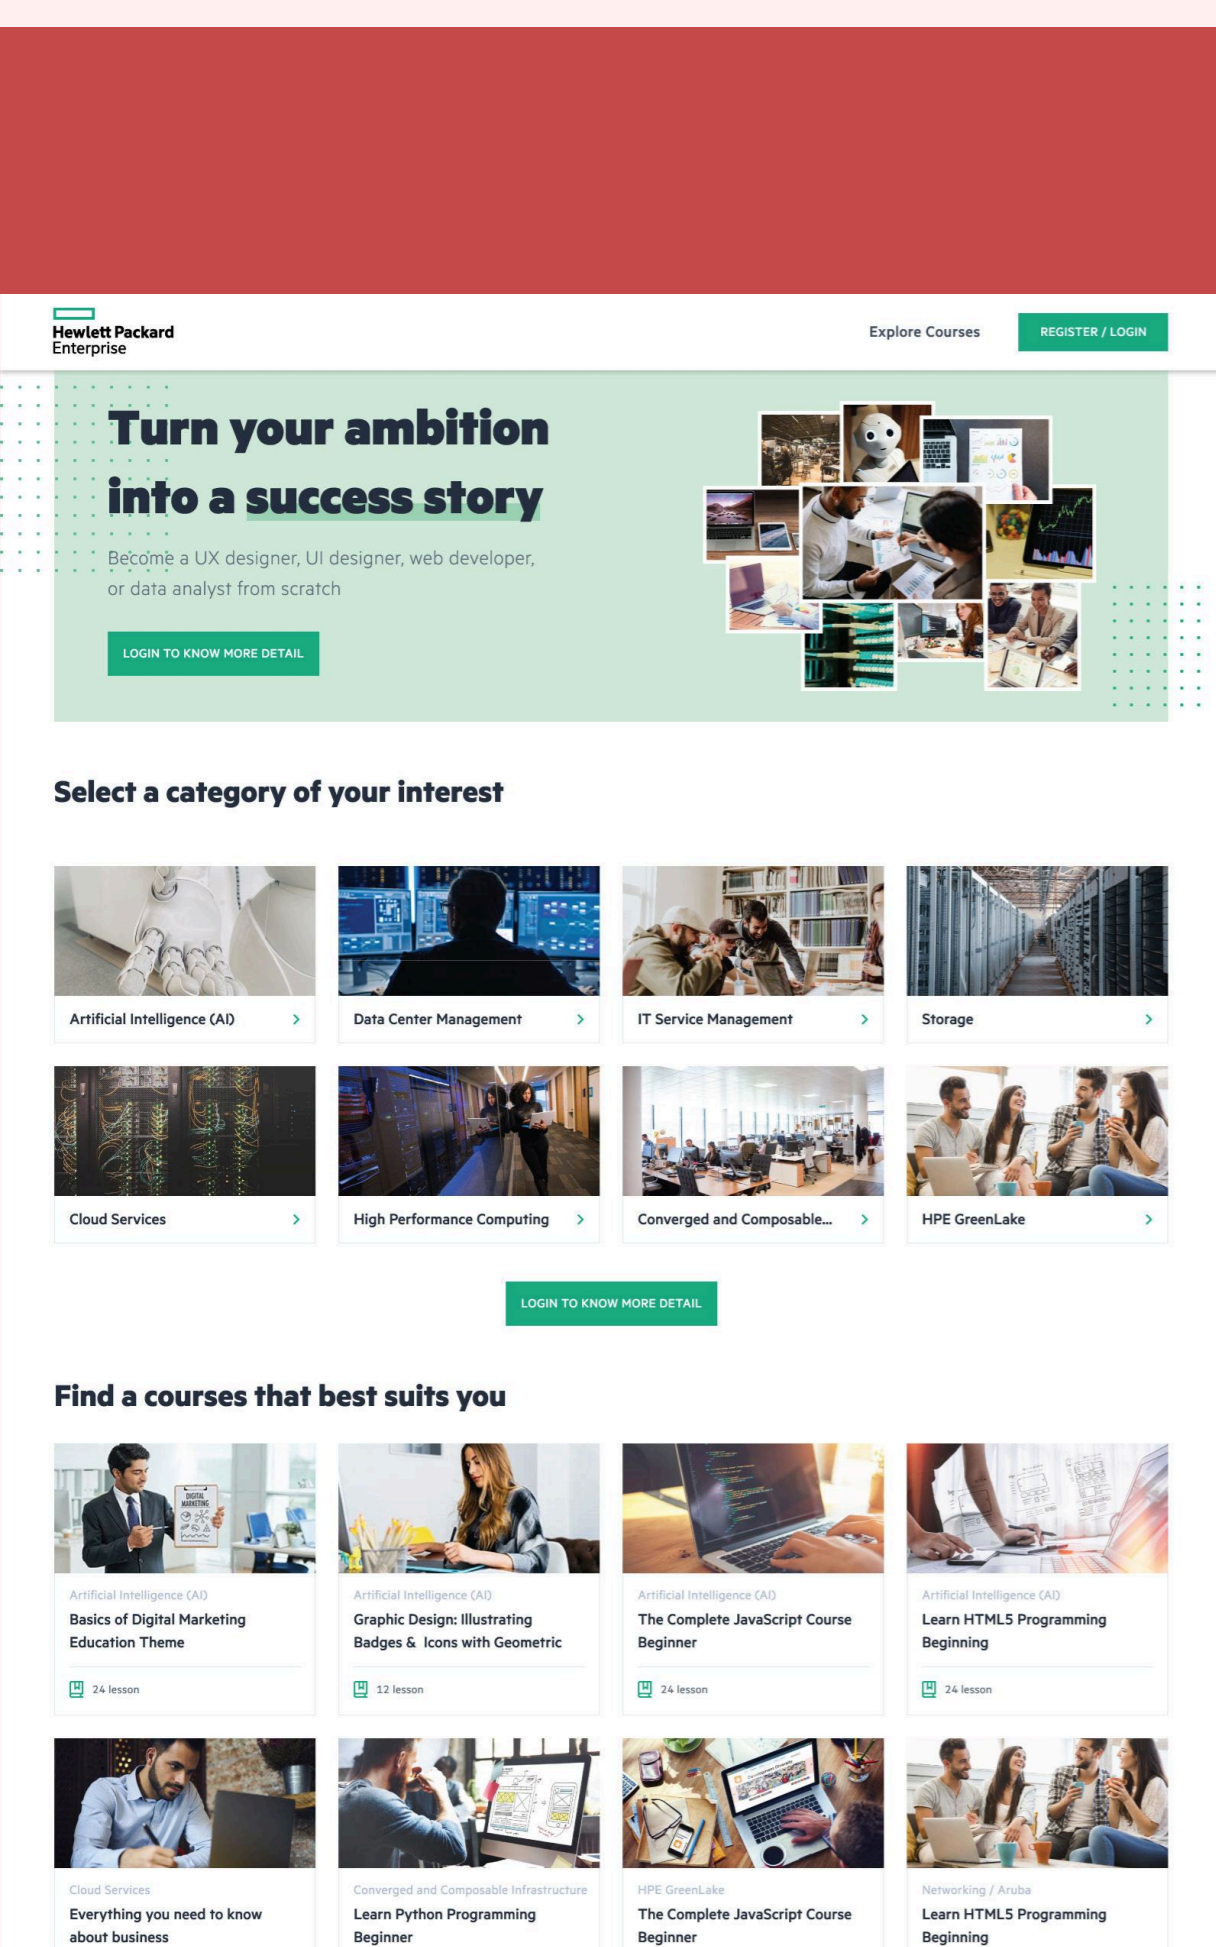 Hewlett Packard
Enterprise
Explore Courses
REGISTER / LOGIN
Turn your ambition
into a success story
Become a UX designer, UI designer, web developer,
or data analyst from scratch
LOGIN TO KNOW MORE DETAIL
Select a category of your interest
Artificial Intelligence (AI)
Data Center Management
IT Service Management
Storage
Cloud Services
High Performance Computing
Converged and Composable...
HPE GreenLake
LOGIN TO KNOW MORE DETAIL
Find a courses that best suits you
DIGITAL
MARKETING
Artificial Intelligence (AI)
Basics of Digital Marketing
Education Theme
24 lesson
Artificial Intelligence (AI)
Graphic Design: Illustrating
Badges & Icons with Geometric
12 lesson
Artificial Intelligence (AI)
The Complete JavaScript Course
Beginner
24 lesson
Artificial Intelligence (AI)
Learn HTML5 Programming
Beginning
24 lesson
Cloud Services
Everything you need to know
about business
Converged and Composable Infrastructure
Learn Python Programming
Beginner
HPE GreenLake
The Complete JavaScript Course
Beginner
Networking / Aruba
Learn HTML5 Programming
Beginning